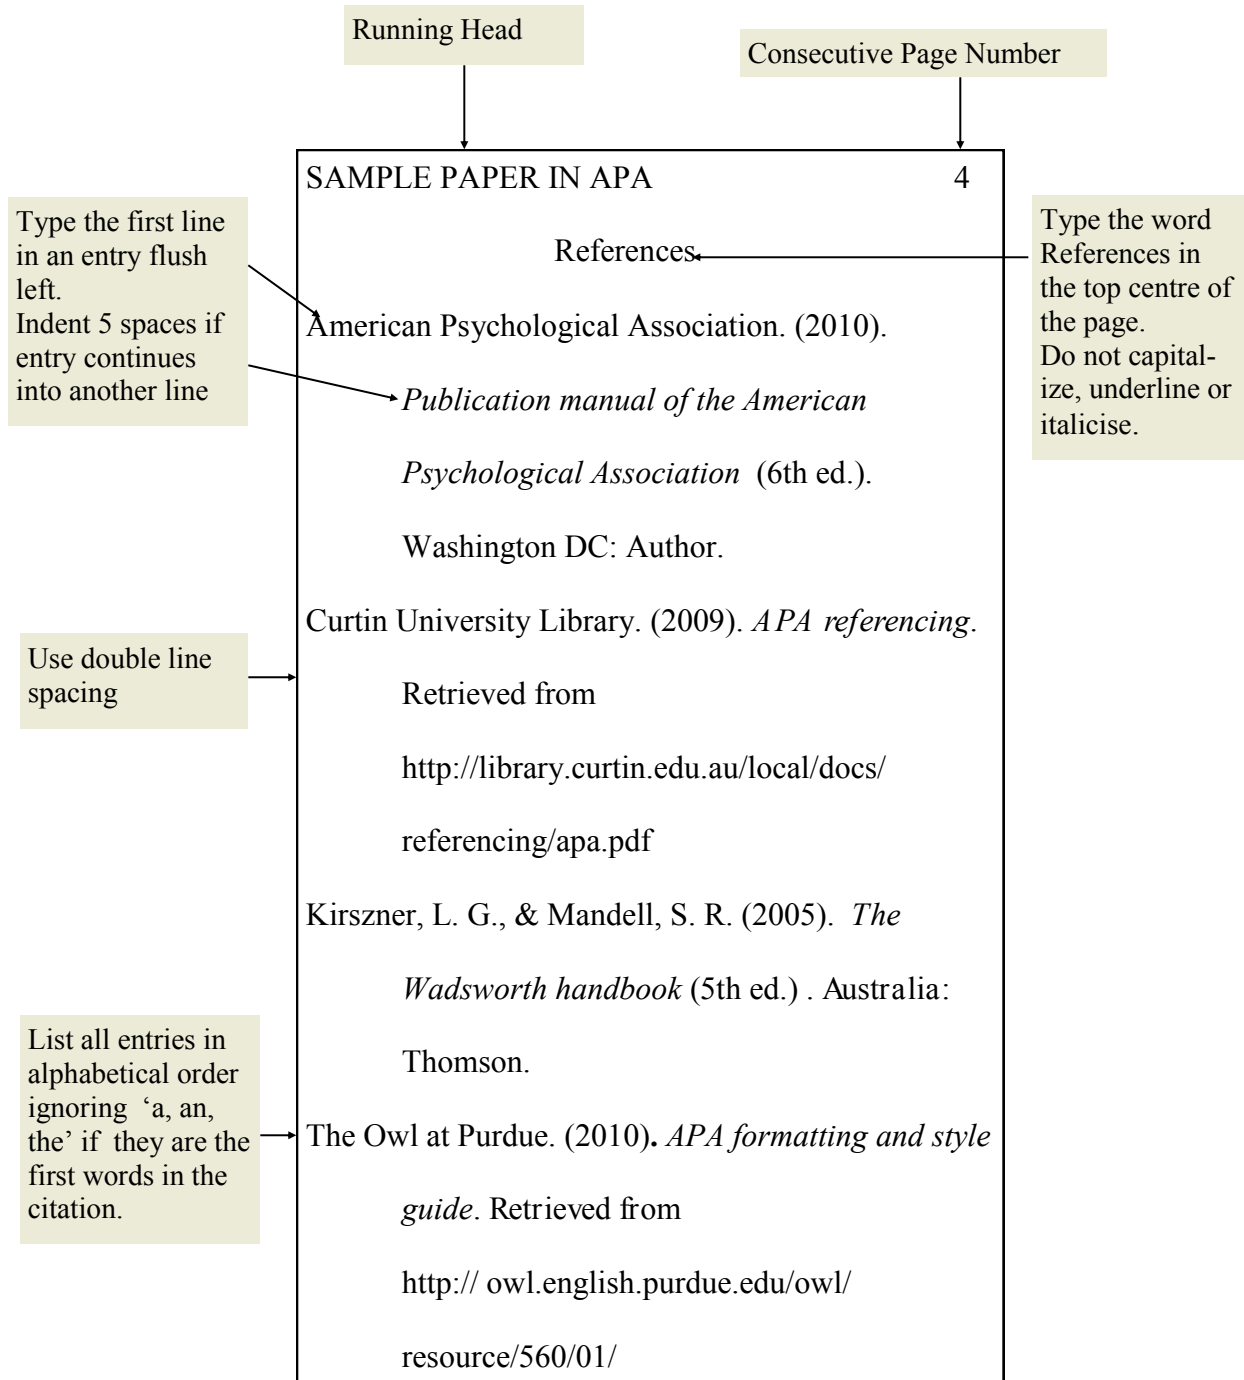 Running Head
Consecutive Page Number
SAMPLE PAPER IN APA 4
Type the first line
in an entry flush
left.
Indent 5 spaces if
entry continues
into another line
References
Type the word
References in
the top centre of
the page.
Do not capital-
ize, underline or
italicise.
American Psychological Association. (2010).
Publication manual of the American
Psychological Association (6th ed.).
Washington DC: Author.
Curtin University Library. (2009). APA referencing.
Use double line
spacing
Retrieved from
http://library.curtin.edu.au/local/docs/
referencing/apa.pdf
Kirszner, L. G., & Mandell, S. R. (2005). The
Wadsworth handbook (5th ed.) . Australia:
Thomson.
List all entries in
alphabetical order
ignoring ‘a, an,
the’ if they are the
first words in the
citation.
The Owl at Purdue. (2010). APA formatting and style
guide. Retrieved from
http:// owl.english.purdue.edu/owl/
resource/560/01/